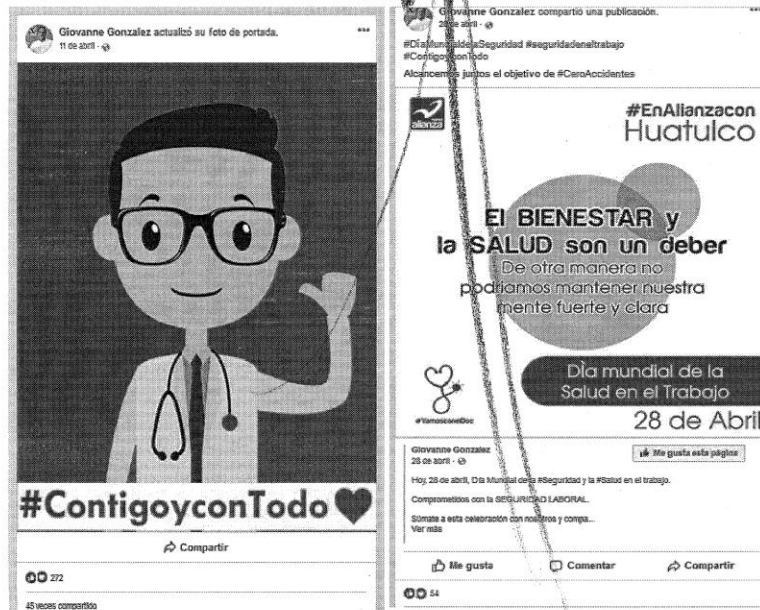 Giovanne Gonzalez actualizó su foto de portada.
11 de abril
#ContigoyconTodo
Compartir
272
45 veces compartido
Giovanne Gonzalez compartió una publicación.
28 de abril
#DíaMundialdelaSeguridad #seguridadeneltrabajo
#ContigoyconTodo
Alcancemos juntos el objetivo de #CeroAccidentes
alianza
#EnAlianzacon
Huatulco
El BIENESTAR y
la SALUD son un deber
De otra manera no
podríamos mantener nuestra
mente fuerte y clara
#VamosconelDoc
Día mundial de la
Salud en el Trabajo
28 de Abril
Giovanne Gonzalez
28 de abril
Me gusta esta página
Hoy, 28 de abril, Día Mundial de la #Seguridad y la #Salud en el trabajo.
Comprometidos con la SEGURIDAD LABORAL.
Súmate a esta celebración con nosotros y compa...
Ver más
Me gusta
Comentar
Compartir
54